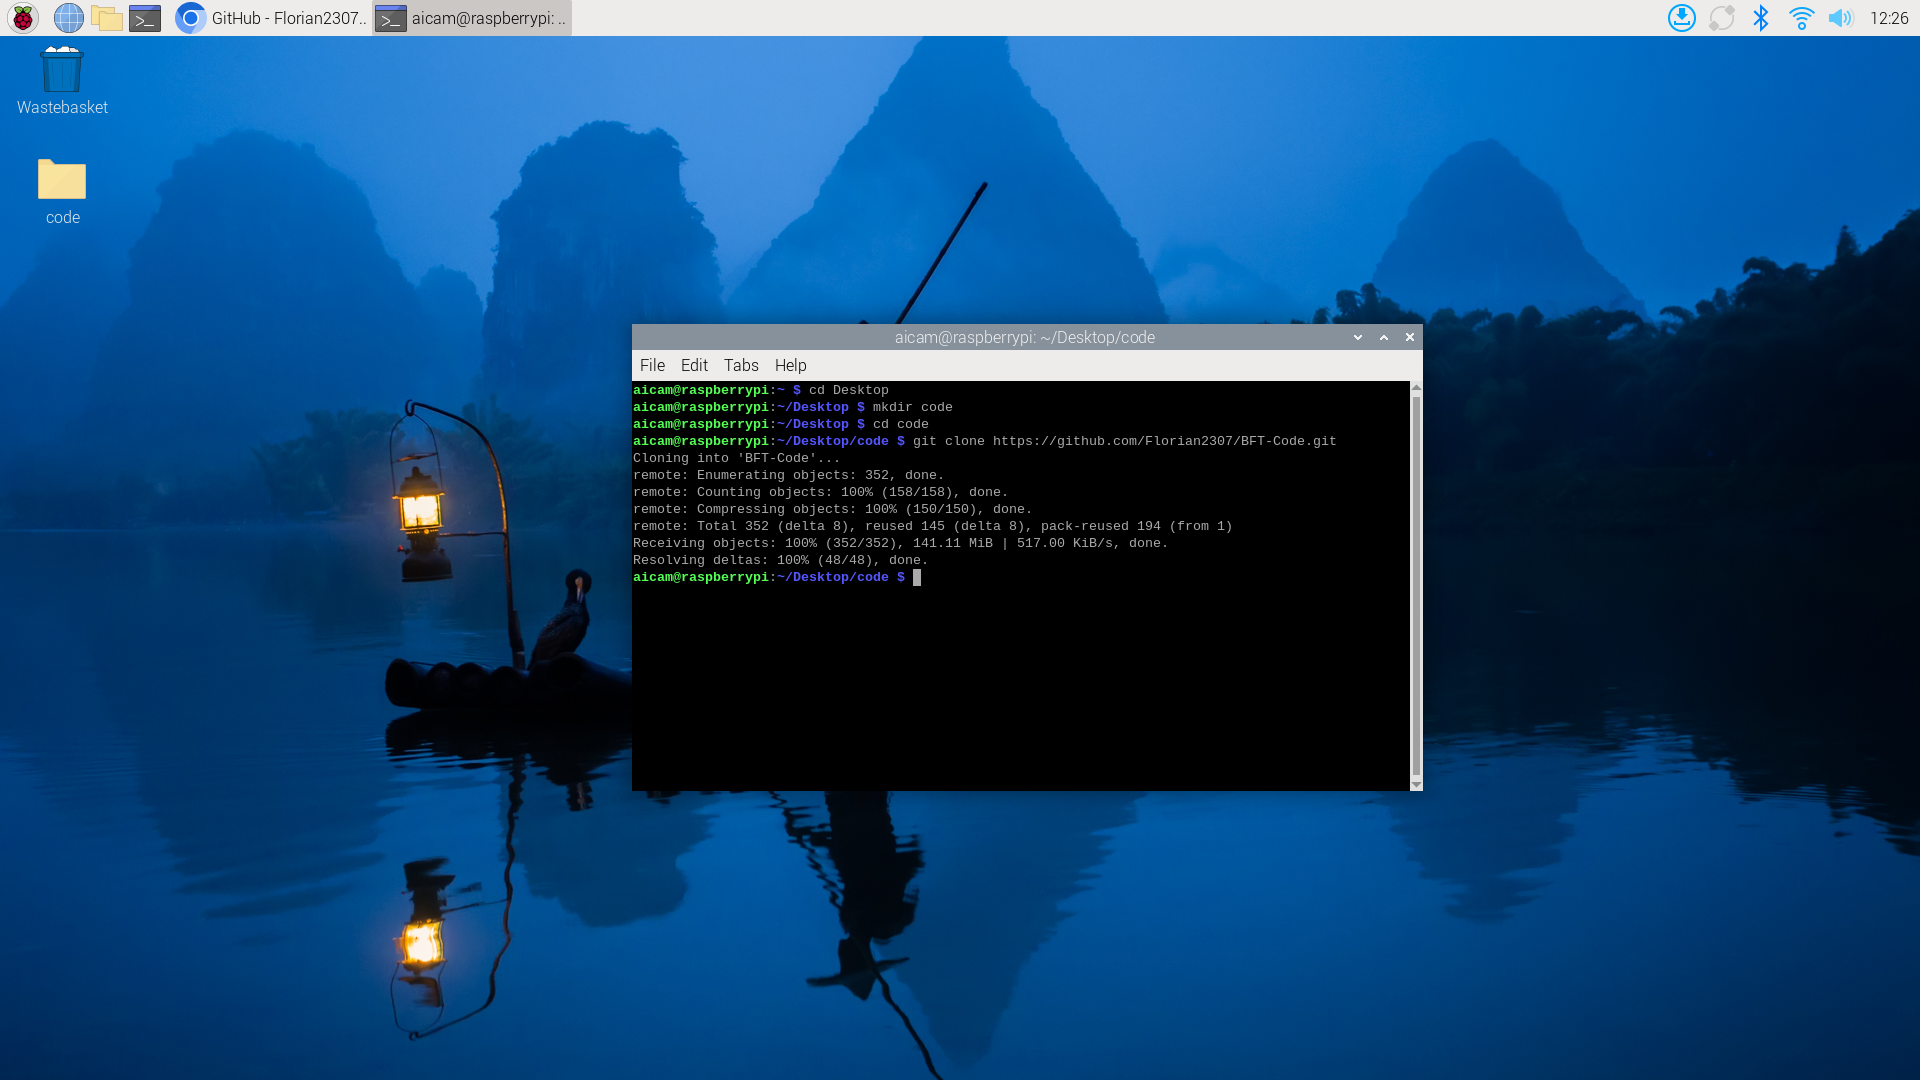 GitHub - Florian2307..
aicam@raspberrypi: ..
12:26
Wastebasket
code
aicam@raspberrypi: ~/Desktop/code
File Edit Tabs Help
aicam@raspberrypi:~ $ cd Desktop
aicam@raspberrypi:~/Desktop $ mkdir code
aicam@raspberrypi:~/Desktop $ cd code
aicam@raspberrypi:~/Desktop/code $ git clone https://github.com/Florian2307/BFT-Code.git
Cloning into 'BFT-Code'...
remote: Enumerating objects: 352, done.
remote: Counting objects: 100% (158/158), done.
remote: Compressing objects: 100% (150/150), done.
remote: Total 352 (delta 8), reused 145 (delta 8), pack-reused 194 (from 1)
Receiving objects: 100% (352/352), 141.11 MiB | 517.00 KiB/s, done.
Resolving deltas: 100% (48/48), done.
aicam@raspberrypi:~/Desktop/code $